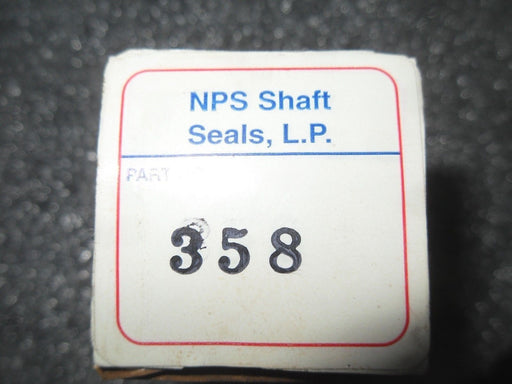 NPS Shaft
Seals, L.P.
PART
358